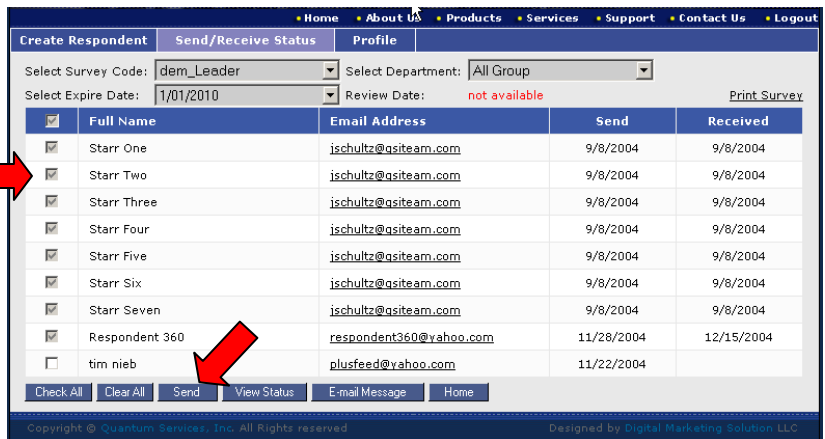 • Home • About Us • Products • Services • Support • Contact Us • Logout
Create Respondent Send/Receive Status Profile
Select Survey Code: dem_Leader Select Department: All Group
Select Expire Date: 1/01/2010 Review Date: not available Print Survey
Full Name Email Address Send Received
Starr One jschultz@qsiteam.com 9/8/2004 9/8/2004
Starr Two jschultz@qsiteam.com 9/8/2004 9/8/2004
Starr Three jschultz@qsiteam.com 9/8/2004 9/8/2004
Starr Four jschultz@qsiteam.com 9/8/2004 9/8/2004
Starr Five jschultz@qsiteam.com 9/8/2004 9/8/2004
Starr Six jschultz@qsiteam.com 9/8/2004 9/8/2004
Starr Seven jschultz@qsiteam.com 9/8/2004 9/8/2004
Respondent 360 respondent360@yahoo.com 11/28/2004 12/15/2004
tim nieb plusfeed@yahoo.com 11/22/2004
Check All Clear All Send View Status E-mail Message Home
Copyright @ Quantum Services, Inc. All Rights reserved Designed by Digital Marketing Solution LLC